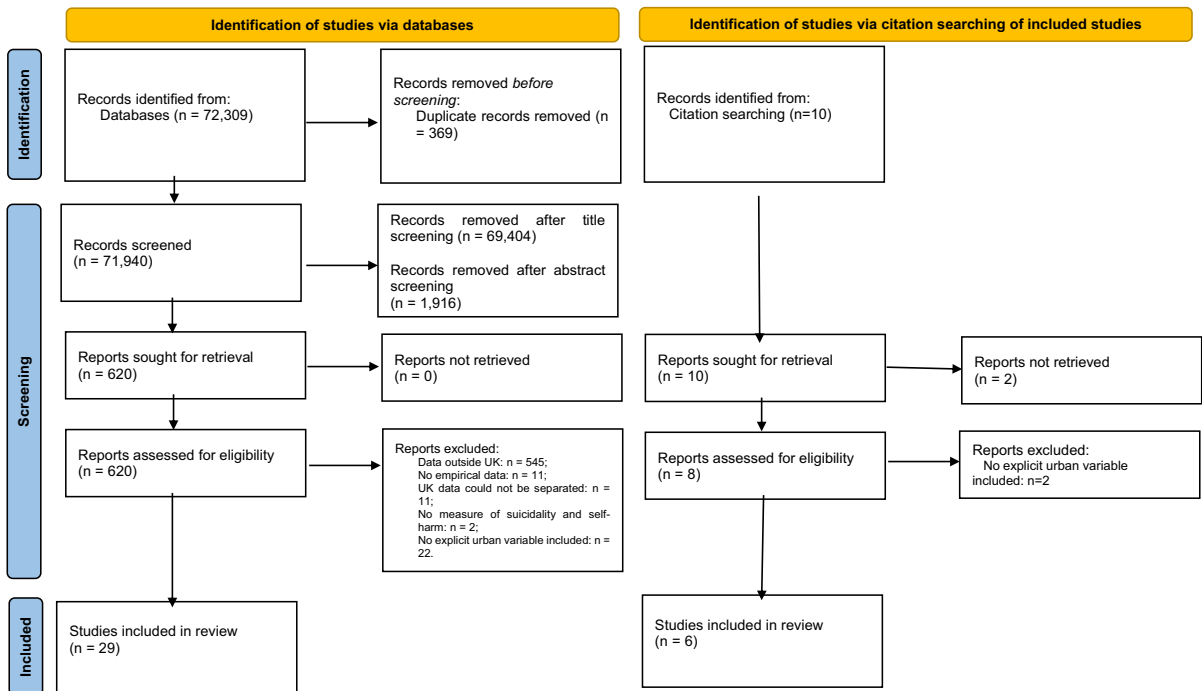 Identification of studies via databases
Identification of studies via citation searching of included studies
Identification
Records identified from:
Databases (n = 72,309)
Records removed before
screening:
Duplicate records removed (n
= 369)
Records identified from:
Citation searching (n=10)
Screening
Records screened
(n = 71,940)
Records removed after title
screening (n = 69,404)
Records removed after abstract
screening
(n = 1,916)
Reports sought for retrieval
(n = 620)
Reports not retrieved
(n = 0)
Reports sought for retrieval
(n = 10)
Reports not retrieved
(n = 2)
Reports assessed for eligibility
(n = 620)
Reports excluded:
Data outside UK: n = 545;
No empirical data: n = 11;
UK data could not be separated: n =
11;
No measure of suicidality and self-
harm: n = 2;
No explicit urban variable included: n =
22.
Reports assessed for eligibility
(n = 8)
Reports excluded:
No explicit urban variable
included: n=2
Included
Studies included in review
(n = 29)
Studies included in review
(n = 6)